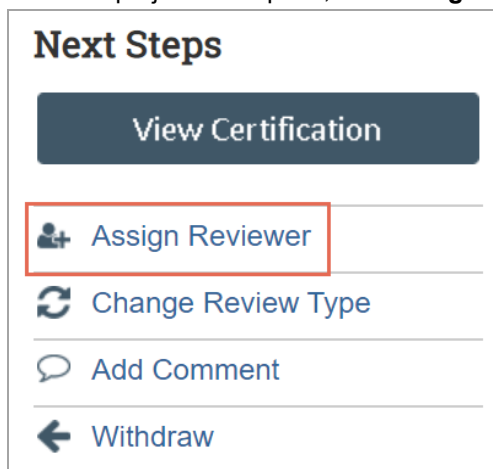 Next Steps
View Certification
Assign Reviewer
Change Review Type
Add Comment
Withdraw